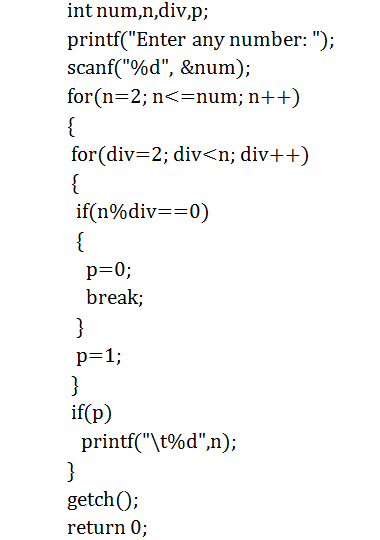 int num,n,div,p;
printf("Enter any number: ");
scanf("%d", &num);
for(n=2; n<=num; n++)
{
for(div=2; div<n; div++)
{
if(n%div==0)
{
p=0;
break;
}
p=1;
}
if(p)
printf("\t%d",n);
}
getch();
return 0;